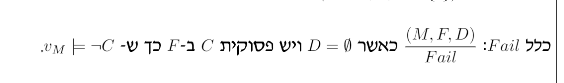 כלל Fail: (M, F, D) / Fail כאשר D = ∅ ויש פסוקית C ב-F כך ש- v_M ⊨ ¬C.